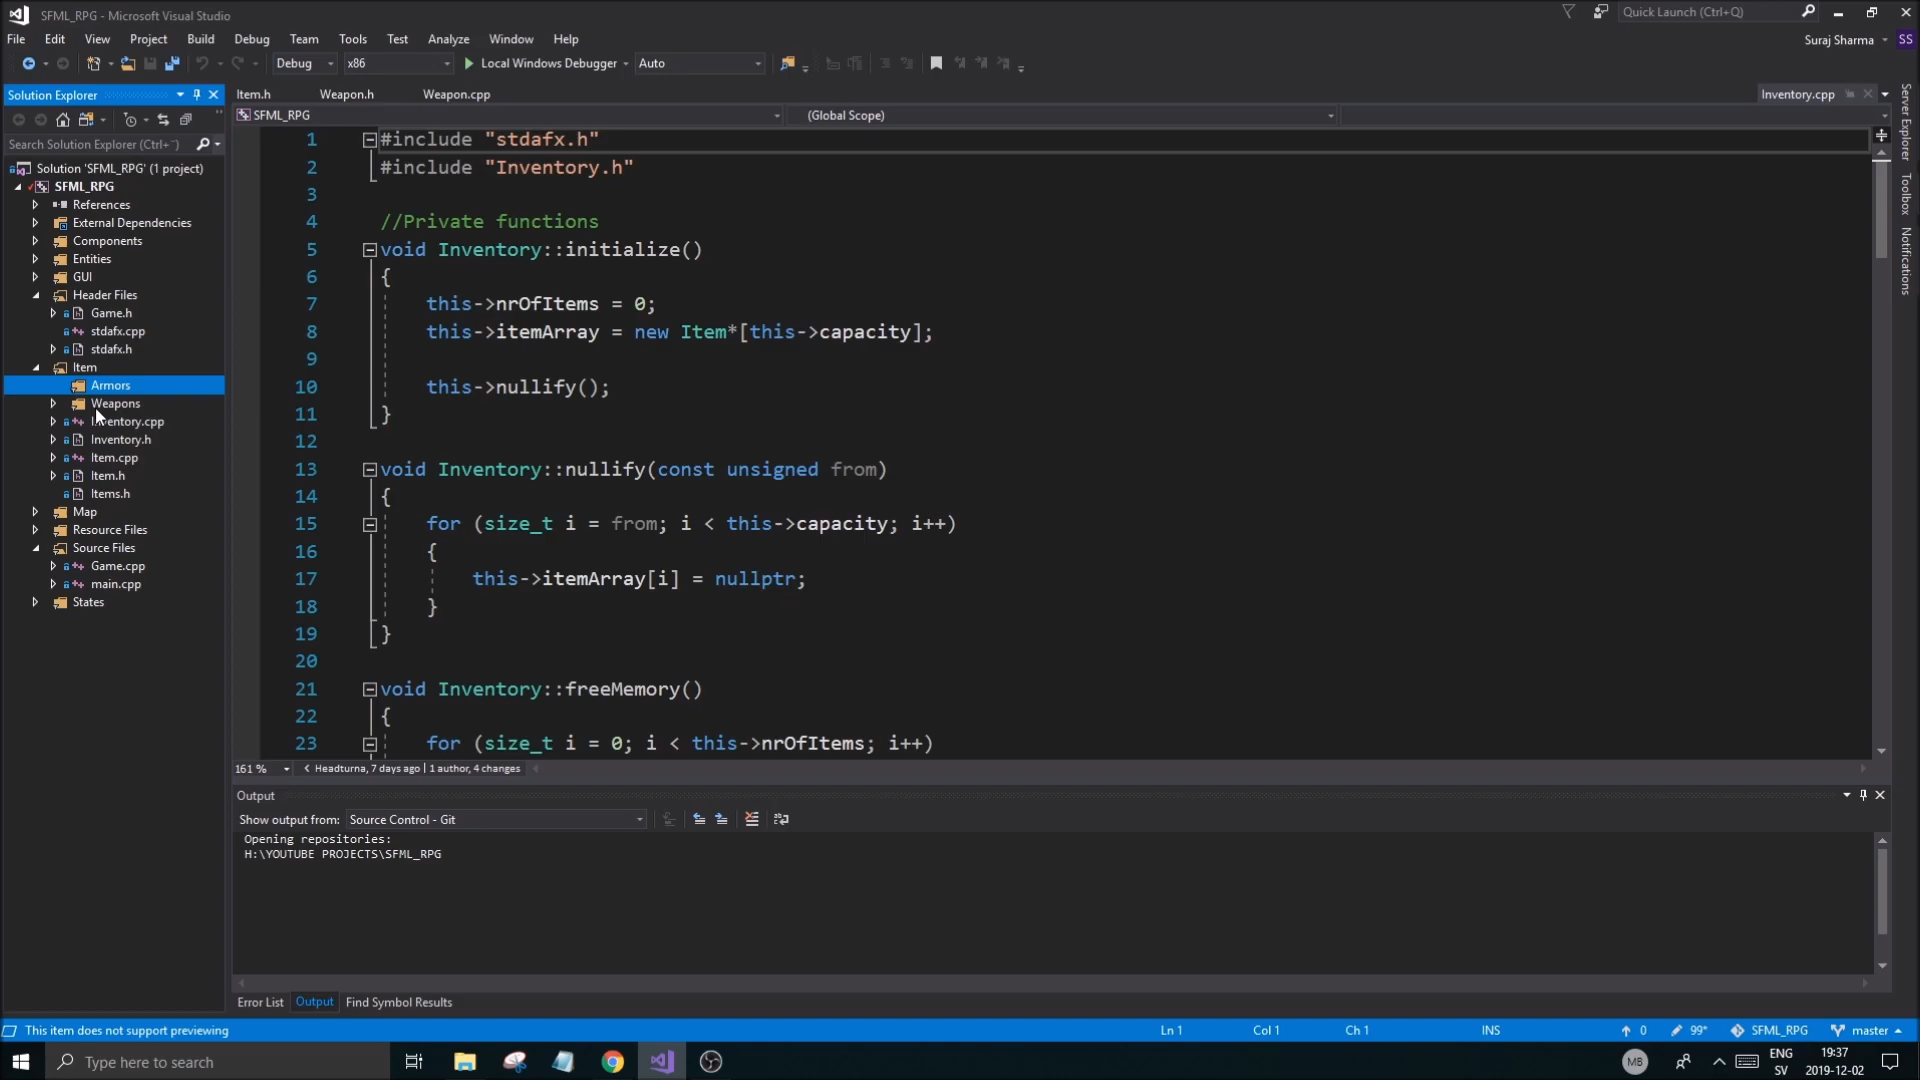 SFML_RPG - Microsoft Visual Studio
Quick Launch (Ctrl+Q)
File Edit View Project Build Debug Team Tools Test Analyze Window Help
Suraj Sharma SS
Debug x86 Local Windows Debugger Auto
Solution Explorer
Item.h Weapon.h Weapon.cpp
Inventory.cpp
SFML_RPG
(Global Scope)
Search Solution Explorer (Ctrl+¨)
Solution 'SFML_RPG' (1 project)
SFML_RPG
References
External Dependencies
Components
Entities
GUI
Header Files
Game.h
stdafx.cpp
stdafx.h
Item
Armors
Weapons
Inventory.cpp
Inventory.h
Item.cpp
Item.h
Items.h
Map
Resource Files
Source Files
Game.cpp
main.cpp
States
1 #include "stdafx.h"
2 #include "Inventory.h"
3
4 //Private functions
5 void Inventory::initialize()
6 {
7 this->nrOfItems = 0;
8 this->itemArray = new Item*[this->capacity];
9
10 this->nullify();
11 }
12
13 void Inventory::nullify(const unsigned from)
14 {
15 for (size_t i = from; i < this->capacity; i++)
16 {
17 this->itemArray[i] = nullptr;
18 }
19 }
20
21 void Inventory::freeMemory()
22 {
23 for (size_t i = 0; i < this->nrOfItems; i++)
161 % Headturna, 7 days ago | 1 author, 4 changes
Output
Show output from: Source Control - Git
Opening repositories:
H:\YOUTUBE PROJECTS\SFML_RPG
Error List Output Find Symbol Results
Server Explorer
Toolbox
Notifications
This item does not support previewing
Ln 1 Col 1 Ch 1 INS 0 99* SFML_RPG master
Type here to search
MB
ENG
SV
19:37
2019-12-02